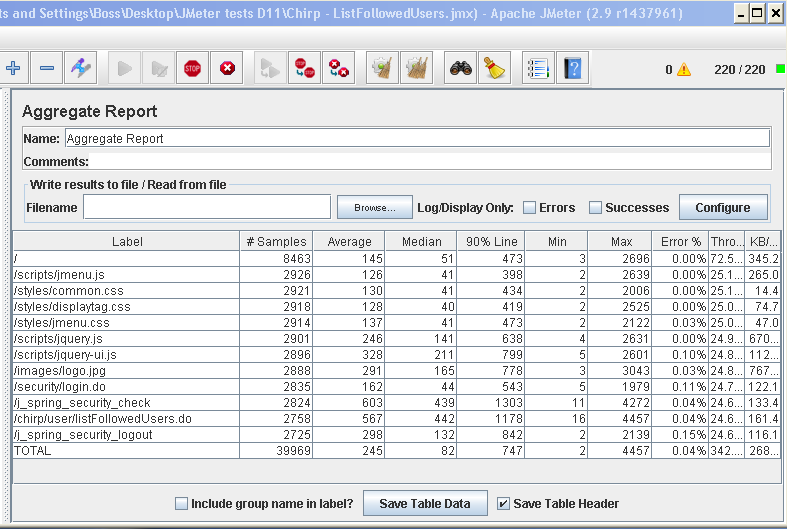 ts and Settings\Boss\Desktop\JMeter tests D11\Chirp - ListFollowedUsers.jmx) - Apache JMeter (2.9 r1437961)
STOP 0 220 / 220
Aggregate Report
Name: Aggregate Report
Comments:
Write results to file / Read from file
Filename Browse... Log/Display Only: Errors Successes Configure
Label # Samples Average Median 90% Line Min Max Error % Thro... KB/...
/ 8463 145 51 473 3 2696 0.00% 72.5... 345.2
/scripts/jmenu.js 2926 126 41 398 2 2639 0.00% 25.1... 265.0
/styles/common.css 2921 130 41 434 2 2006 0.00% 25.1... 14.4
/styles/displaytag.css 2918 128 40 419 2 2525 0.00% 25.0... 74.7
/styles/jmenu.css 2914 137 41 473 2 2122 0.03% 25.0... 47.0
/scripts/jquery.js 2901 246 141 638 4 2631 0.00% 24.9... 670...
/scripts/jquery-ui.js 2896 328 211 799 5 2601 0.10% 24.8... 112...
/images/logo.jpg 2888 291 165 778 3 3043 0.03% 24.8... 767...
/security/login.do 2835 162 44 543 5 1979 0.11% 24.7... 122.1
/j_spring_security_check 2824 603 439 1303 11 4272 0.04% 24.6... 133.4
/chirp/user/listFollowedUsers.do 2758 567 442 1178 16 4457 0.04% 24.6... 161.4
/j_spring_security_logout 2725 298 132 842 2 2139 0.15% 24.6... 116.1
TOTAL 39969 245 82 747 2 4457 0.04% 342.... 268...
Include group name in label? Save Table Data Save Table Header